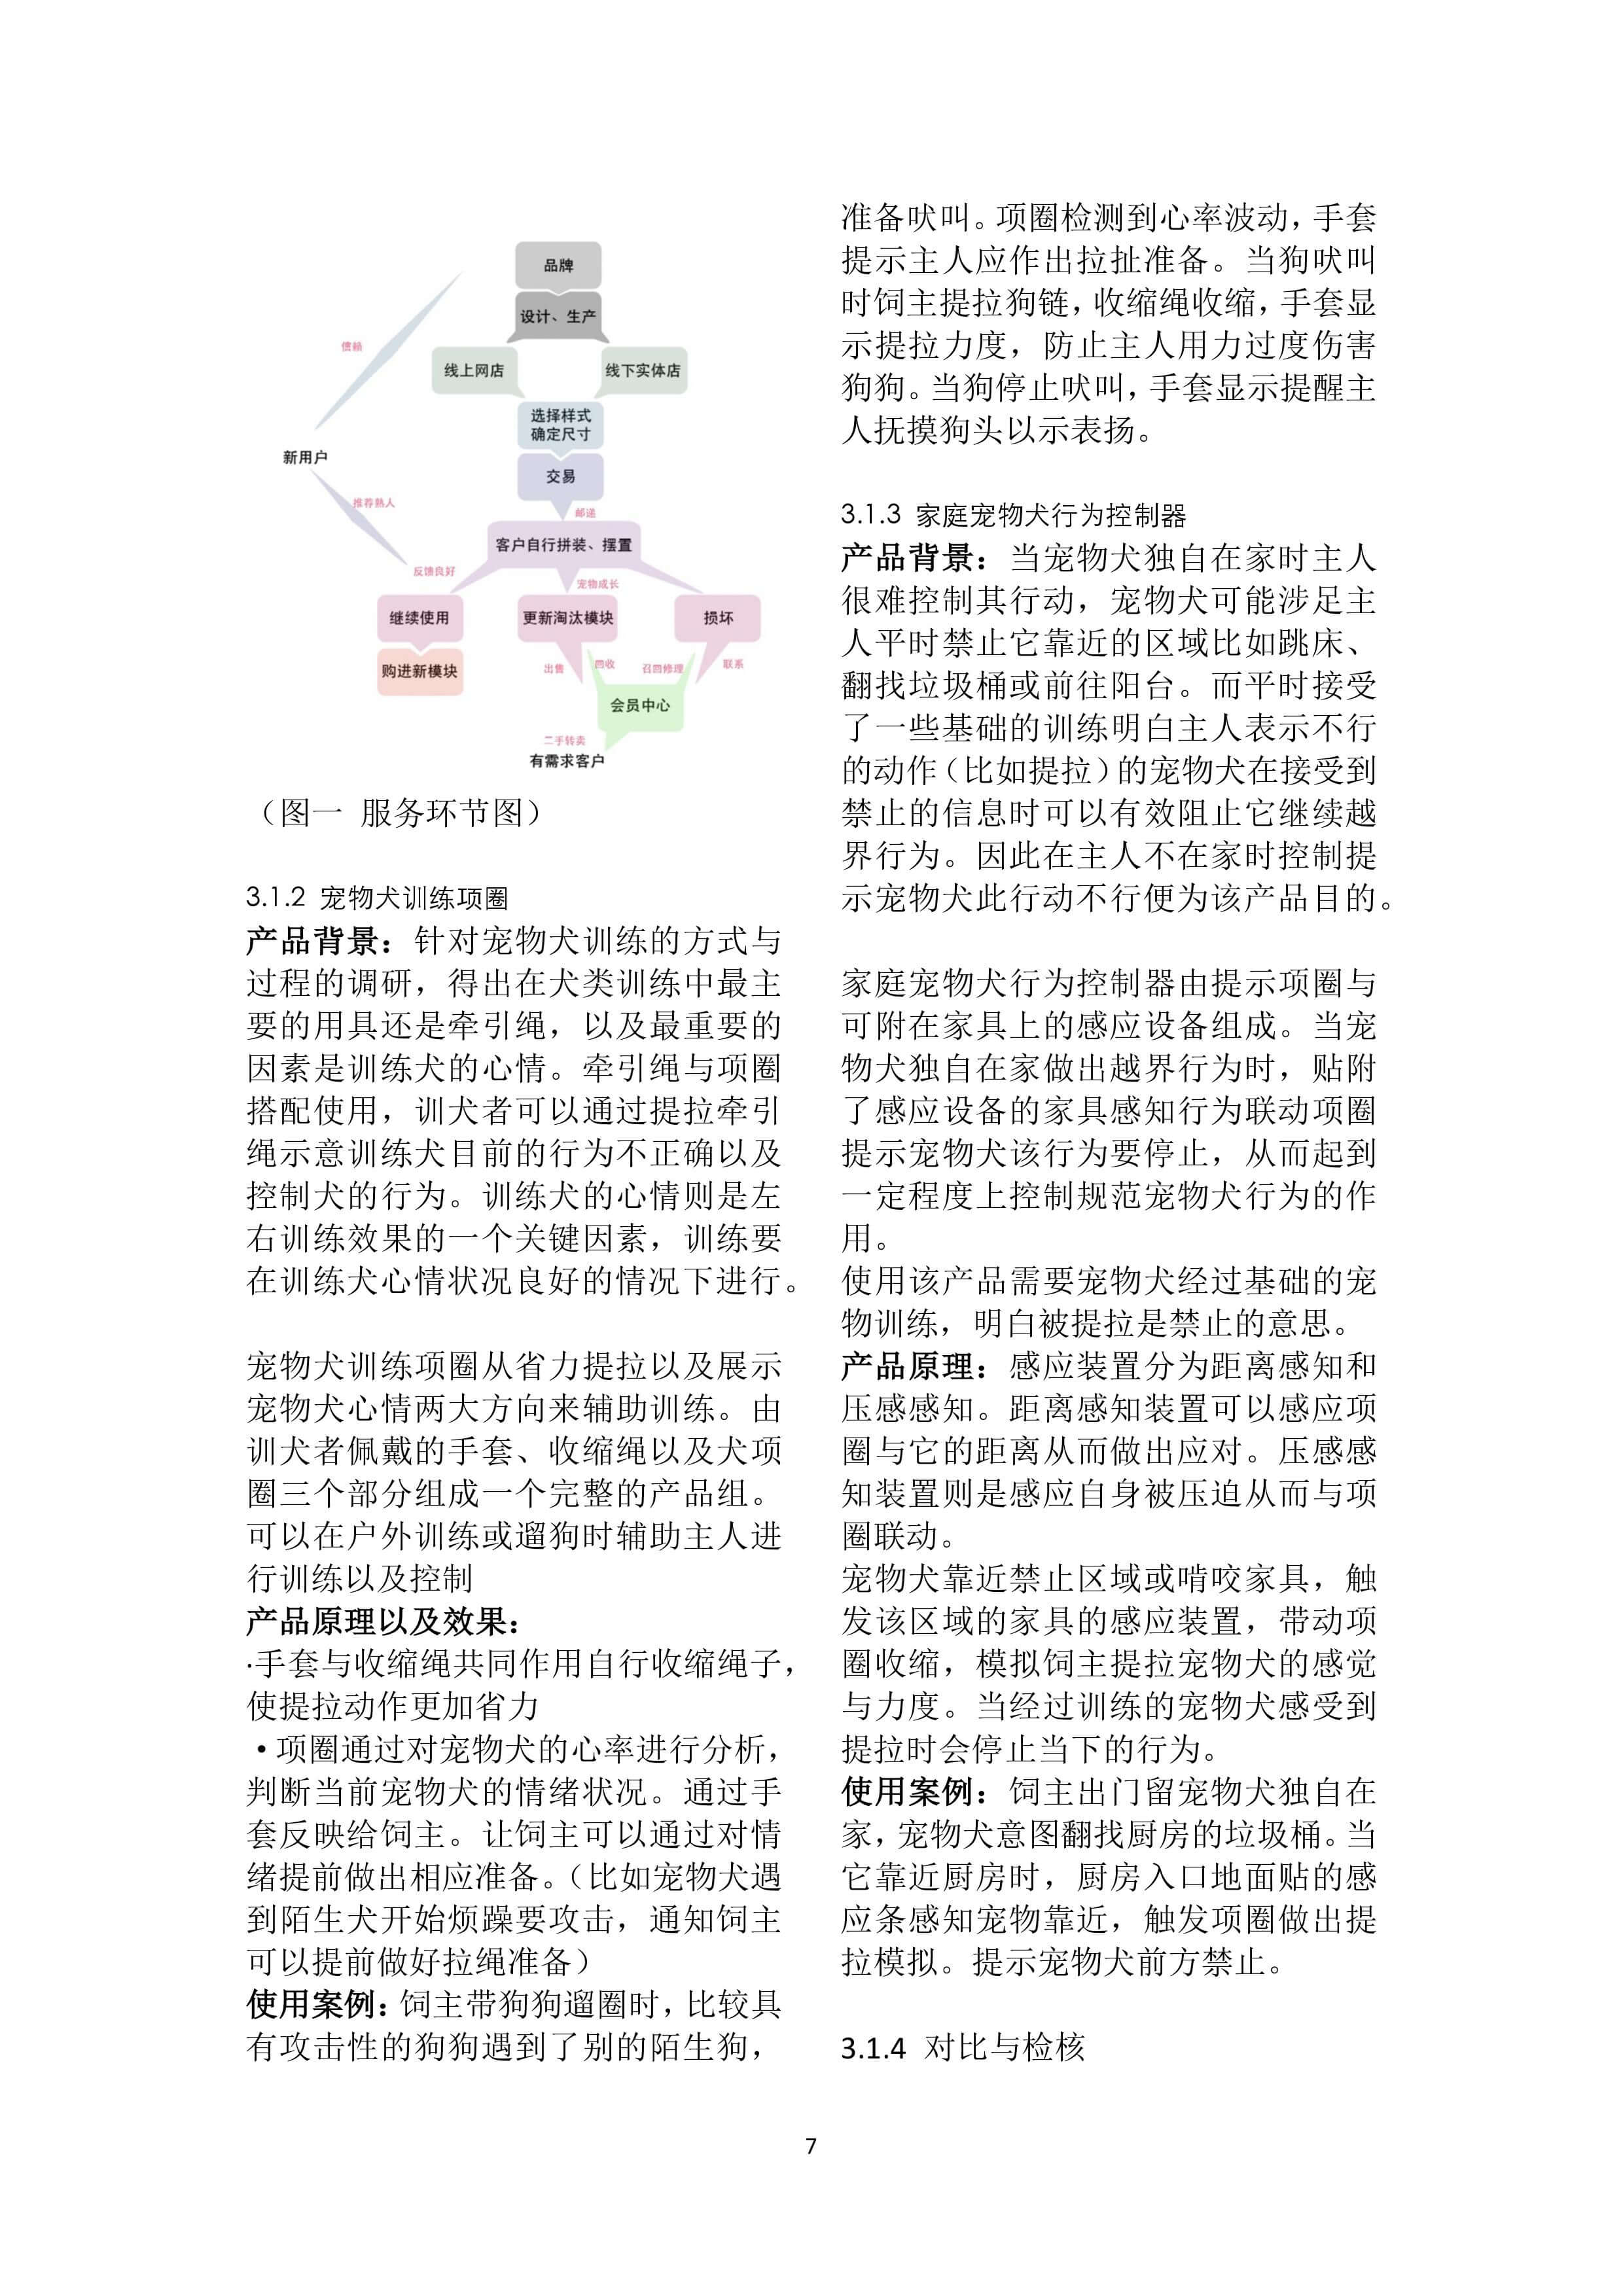 品牌
设计、生产
信赖
线上网店
线下实体店
选择样式
确定尺寸
新用户
交易
推荐熟人
邮递
客户自行拼装、摆置
反馈良好
宠物成长
继续使用
更新淘汰模块
损坏
购进新模块
出售
回收
召回修理
联系
会员中心
二手转卖
有需求客户
（图一 服务环节图）
3.1.2 宠物犬训练项圈
产品背景：针对宠物犬训练的方式与
过程的调研，得出在犬类训练中最主
要的用具还是牵引绳，以及最重要的
因素是训练犬的心情。牵引绳与项圈
搭配使用，训犬者可以通过提拉牵引
绳示意训练犬目前的行为不正确以及
控制犬的行为。训练犬的心情则是左
右训练效果的一个关键因素，训练要
在训练犬心情状况良好的情况下进行。
宠物犬训练项圈从省力提拉以及展示
宠物犬心情两大方向来辅助训练。由
训犬者佩戴的手套、收缩绳以及犬项
圈三个部分组成一个完整的产品组。
可以在户外训练或遛狗时辅助主人进
行训练以及控制
产品原理以及效果：
·手套与收缩绳共同作用自行收缩绳子，
使提拉动作更加省力
•项圈通过对宠物犬的心率进行分析，
判断当前宠物犬的情绪状况。通过手
套反映给饲主。让饲主可以通过对情
绪提前做出相应准备。（比如宠物犬遇
到陌生犬开始烦躁要攻击，通知饲主
可以提前做好拉绳准备）
使用案例：饲主带狗狗遛圈时，比较具
有攻击性的狗狗遇到了别的陌生狗，
准备吠叫。项圈检测到心率波动，手套
提示主人应作出拉扯准备。当狗吠叫
时饲主提拉狗链，收缩绳收缩，手套显
示提拉力度，防止主人用力过度伤害
狗狗。当狗停止吠叫，手套显示提醒主
人抚摸狗头以示表扬。
3.1.3 家庭宠物犬行为控制器
产品背景：当宠物犬独自在家时主人
很难控制其行动，宠物犬可能涉足主
人平时禁止它靠近的区域比如跳床、
翻找垃圾桶或前往阳台。而平时接受
了一些基础的训练明白主人表示不行
的动作（比如提拉）的宠物犬在接受到
禁止的信息时可以有效阻止它继续越
界行为。因此在主人不在家时控制提
示宠物犬此行动不行便为该产品目的。
家庭宠物犬行为控制器由提示项圈与
可附在家具上的感应设备组成。当宠
物犬独自在家做出越界行为时，贴附
了感应设备的家具感知行为联动项圈
提示宠物犬该行为要停止，从而起到
一定程度上控制规范宠物犬行为的作
用。
使用该产品需要宠物犬经过基础的宠
物训练，明白被提拉是禁止的意思。
产品原理：感应装置分为距离感知和
压感感知。距离感知装置可以感应项
圈与它的距离从而做出应对。压感感
知装置则是感应自身被压迫从而与项
圈联动。
宠物犬靠近禁止区域或啃咬家具，触
发该区域的家具的感应装置，带动项
圈收缩，模拟饲主提拉宠物犬的感觉
与力度。当经过训练的宠物犬感受到
提拉时会停止当下的行为。
使用案例：饲主出门留宠物犬独自在
家，宠物犬意图翻找厨房的垃圾桶。当
它靠近厨房时，厨房入口地面贴的感
应条感知宠物靠近，触发项圈做出提
拉模拟。提示宠物犬前方禁止。
3.1.4 对比与检核
7